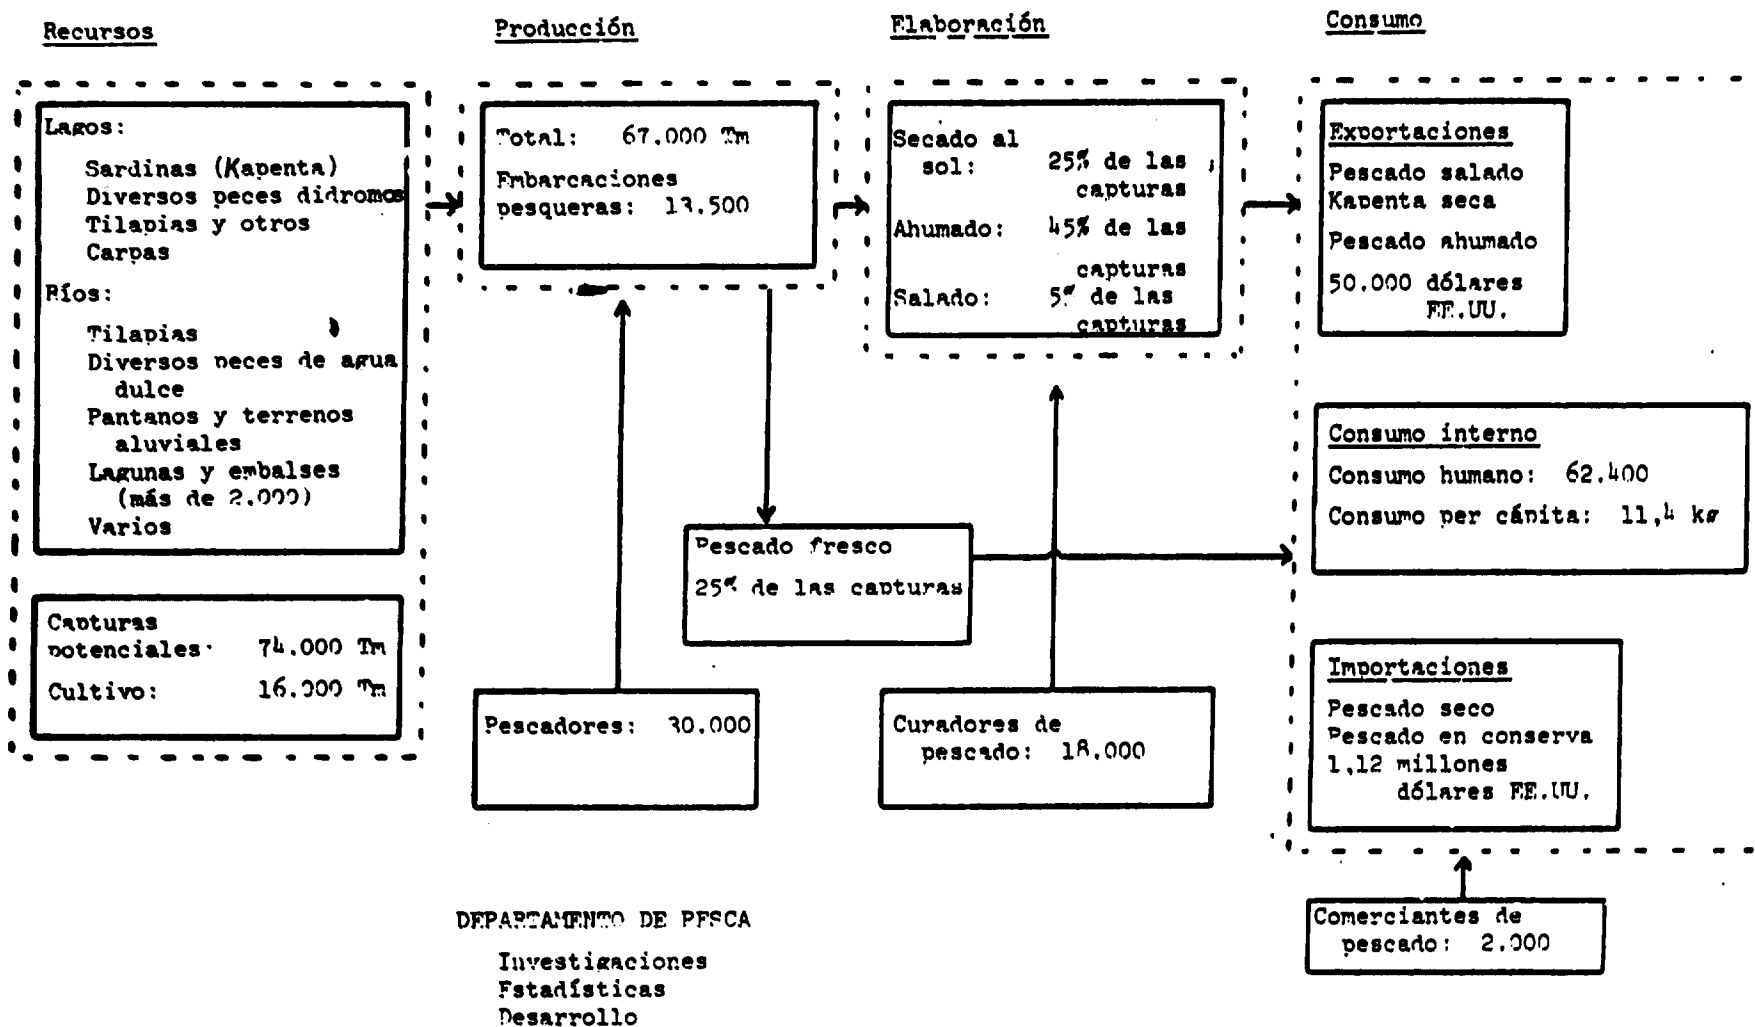 Recursos
Lagos:
Sardinas (Kapenta)
Diversos peces didromos
Tilapias y otros
Carpas
Ríos:
Tilapias
Diversos peces de agua
dulce
Pantanos y terrenos
aluviales
Lagunas y embalses
(más de 2.000)
Varios
Capturas
potenciales: 74.000 Tm
Cultivo: 16.000 Tm
Producción
Total: 67.000 Tm
Embarcaciones
pesqueras: 13.500
Pescado fresco
25% de las capturas
Pescadores: 30.000
Elaboración
Secado al
sol: 25% de las
capturas
Ahumado: 45% de las
capturas
Salado: 5% de las
capturas
Curadores de
pescado: 18.000
Consumo
Exportaciones
Pescado salado
Kapenta seca
Pescado ahumado
50.000 dólares
EE.UU.
Consumo interno
Consumo humano: 62.400
Consumo per cápita: 11,4 kg
Importaciones
Pescado seco
Pescado en conserva
1,12 millones
dólares EE.UU.
Comerciantes de
pescado: 2.000
DEPARTAMENTO DE PESCA
Investigaciones
Estadísticas
Desarrollo